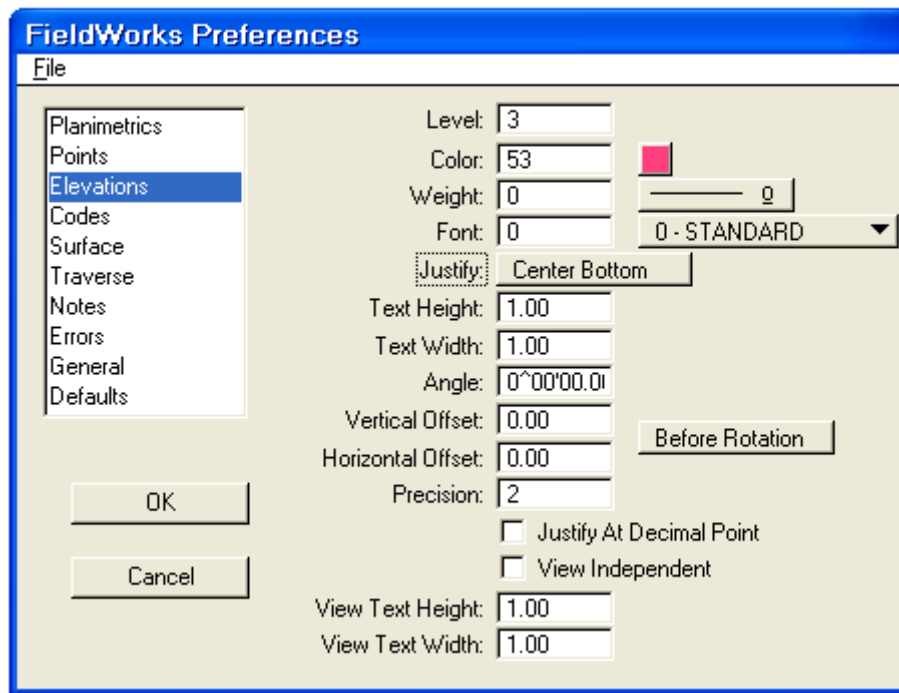 FieldWorks Preferences
File
Planimetrics
Points
Elevations
Codes
Surface
Traverse
Notes
Errors
General
Defaults
OK
Cancel
Level: 3
Color: 53
Weight: 0 0
Font: 0 0 - STANDARD
Justify: Center Bottom
Text Height: 1.00
Text Width: 1.00
Angle: 0^00'00.0
Vertical Offset: 0.00
Before Rotation
Horizontal Offset: 0.00
Precision: 2
Justify At Decimal Point
View Independent
View Text Height: 1.00
View Text Width: 1.00